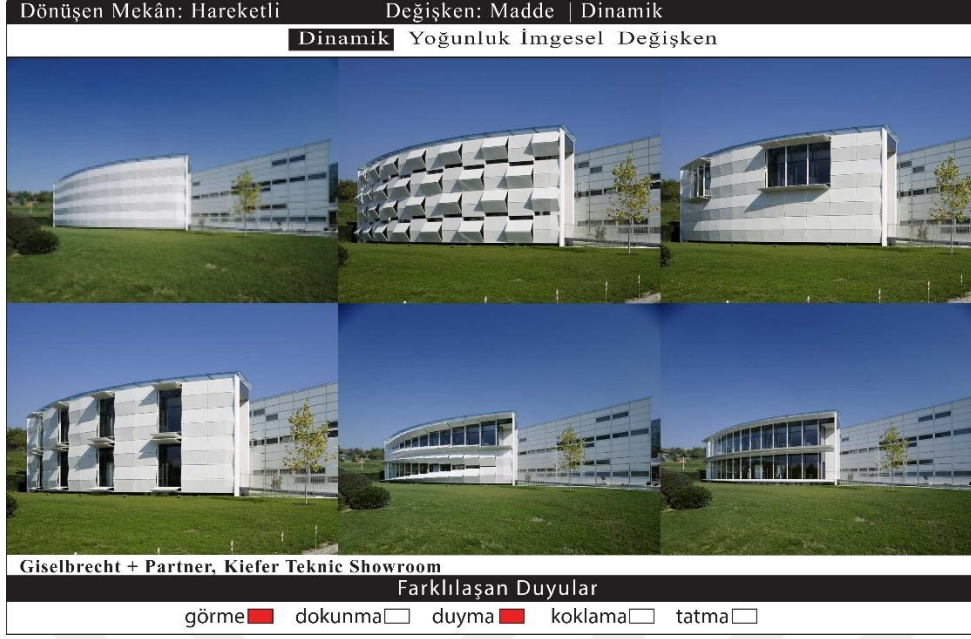 Dönüşen Mekân: Hareketli Değişken: Madde | Dinamik
Dinamik Yoğunluk İmgesel Değişken
Giselbrecht + Partner, Kiefer Teknic Showroom
Farklılaşan Duyular
görme dokunma duyma koklama tatma